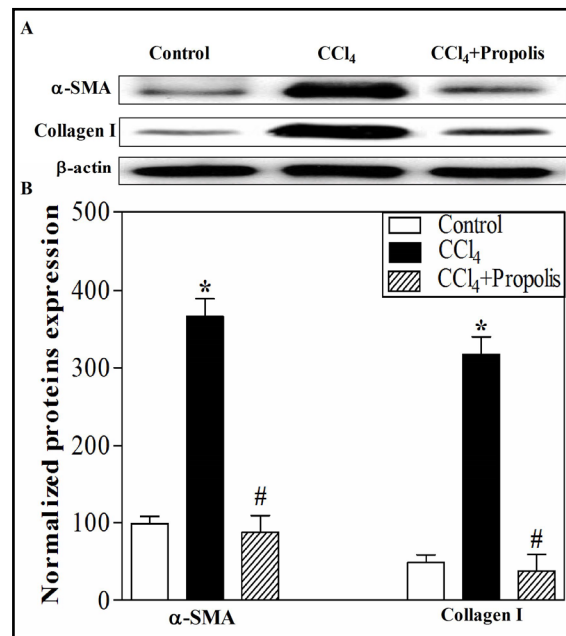 A
Control CCl₄ CCl₄+Propolis
α-SMA
Collagen I
β-actin
B
Normalized proteins expression
500
400
300
200
100
0
Control
CCl₄
CCl₄+Propolis
*
*
#
#
α-SMA Collagen I